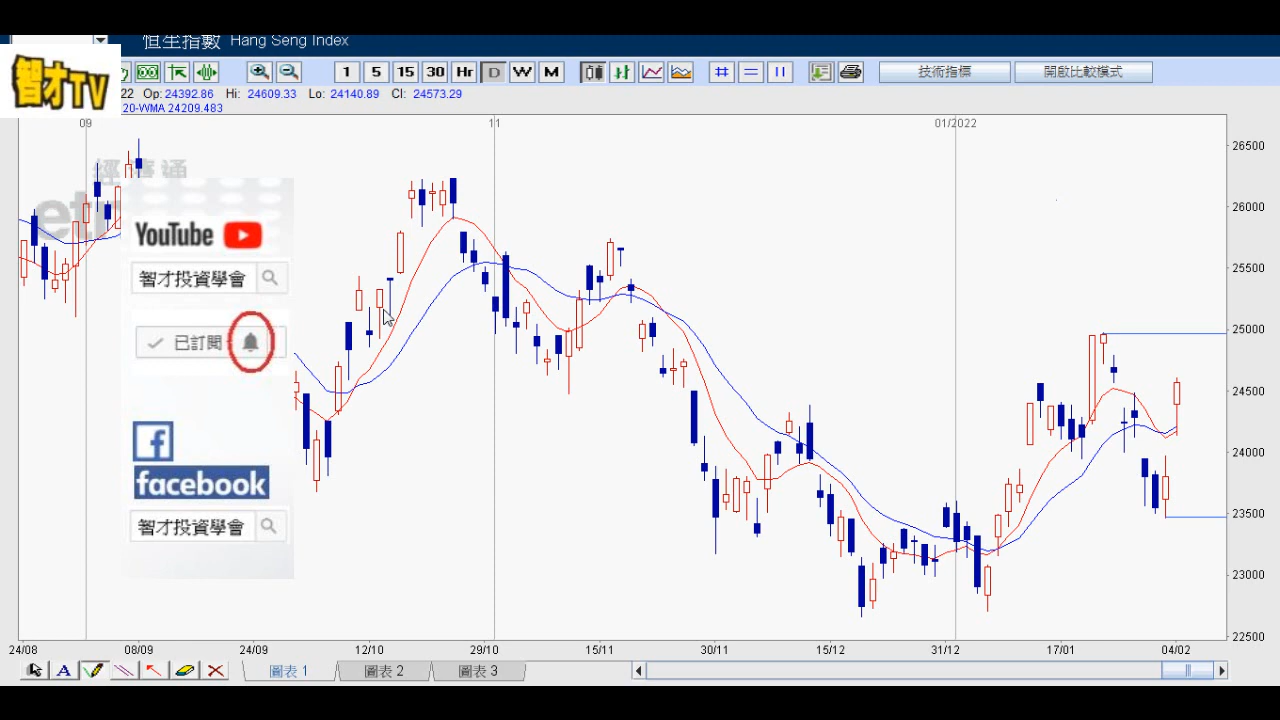 恒生指數 Hang Seng Index
智才TV
1 5 15 30 Hr D W M 技術指標 開啟比較模式
22 Op: 24392.86 Hi: 24609.33 Lo: 24140.89 Cl: 24573.29
20-WMA 24209.483
09 11 01/2022
26500
經濟通
26000
YouTube
25500
智才投資學會
25000
已訂閱
24500
facebook
24000
23500
智才投資學會
23000
22500
24/08 08/09 24/09 12/10 29/10 15/11 30/11 15/12 31/12 17/01 04/02
A 圖表 1 圖表 2 圖表 3